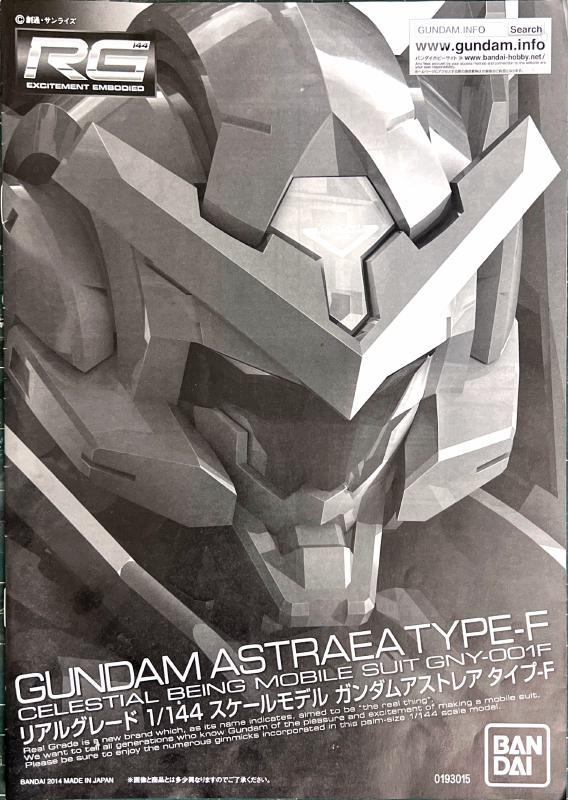 © 創通・サンライズ
RG 144
EXCITEMENT EMBODIED
GUNDAM.INFO Search
www.gundam.info
バンダイホビーサイト www.bandai-hobby.net/
GUNDAM ASTRAEA TYPE-F
CELESTIAL BEING MOBILE SUIT GNY-001F
リアルグレード 1/144 スケールモデル ガンダムアストレア タイプ-F
Real Grade is a new brand which, as its name indicates, aimed to be "the real thing".
We want to tell all generations who know Gundam of the pleasure and excitement of making a mobile suit.
Please be sure to enjoy the numerous gimmicks incorporated in this palm-size 1/144 scale model.
BANDAI 2014 MADE IN JAPAN ※画像と商品とは多少異なりますのでご了承ください。
0193015
BAN
DAI